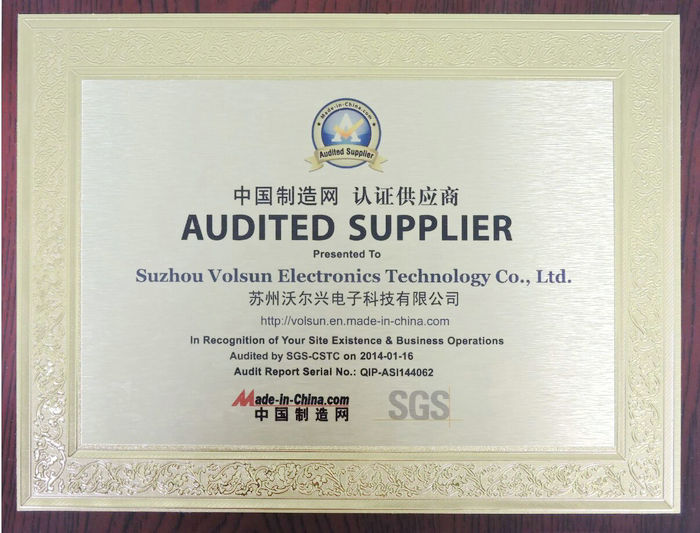 Made-in-China.com
Audited Supplier
中国制造网 认证供应商
AUDITED SUPPLIER
Presented To
Suzhou Volsun Electronics Technology Co., Ltd.
苏州沃尔兴电子科技有限公司
http://volsun.en.made-in-china.com
In Recognition of Your Site Existence & Business Operations
Audited by SGS-CSTC on 2014-01-16
Audit Report Serial No.: QIP-ASI144062
Made-in-China.com
中国制造网
SGS